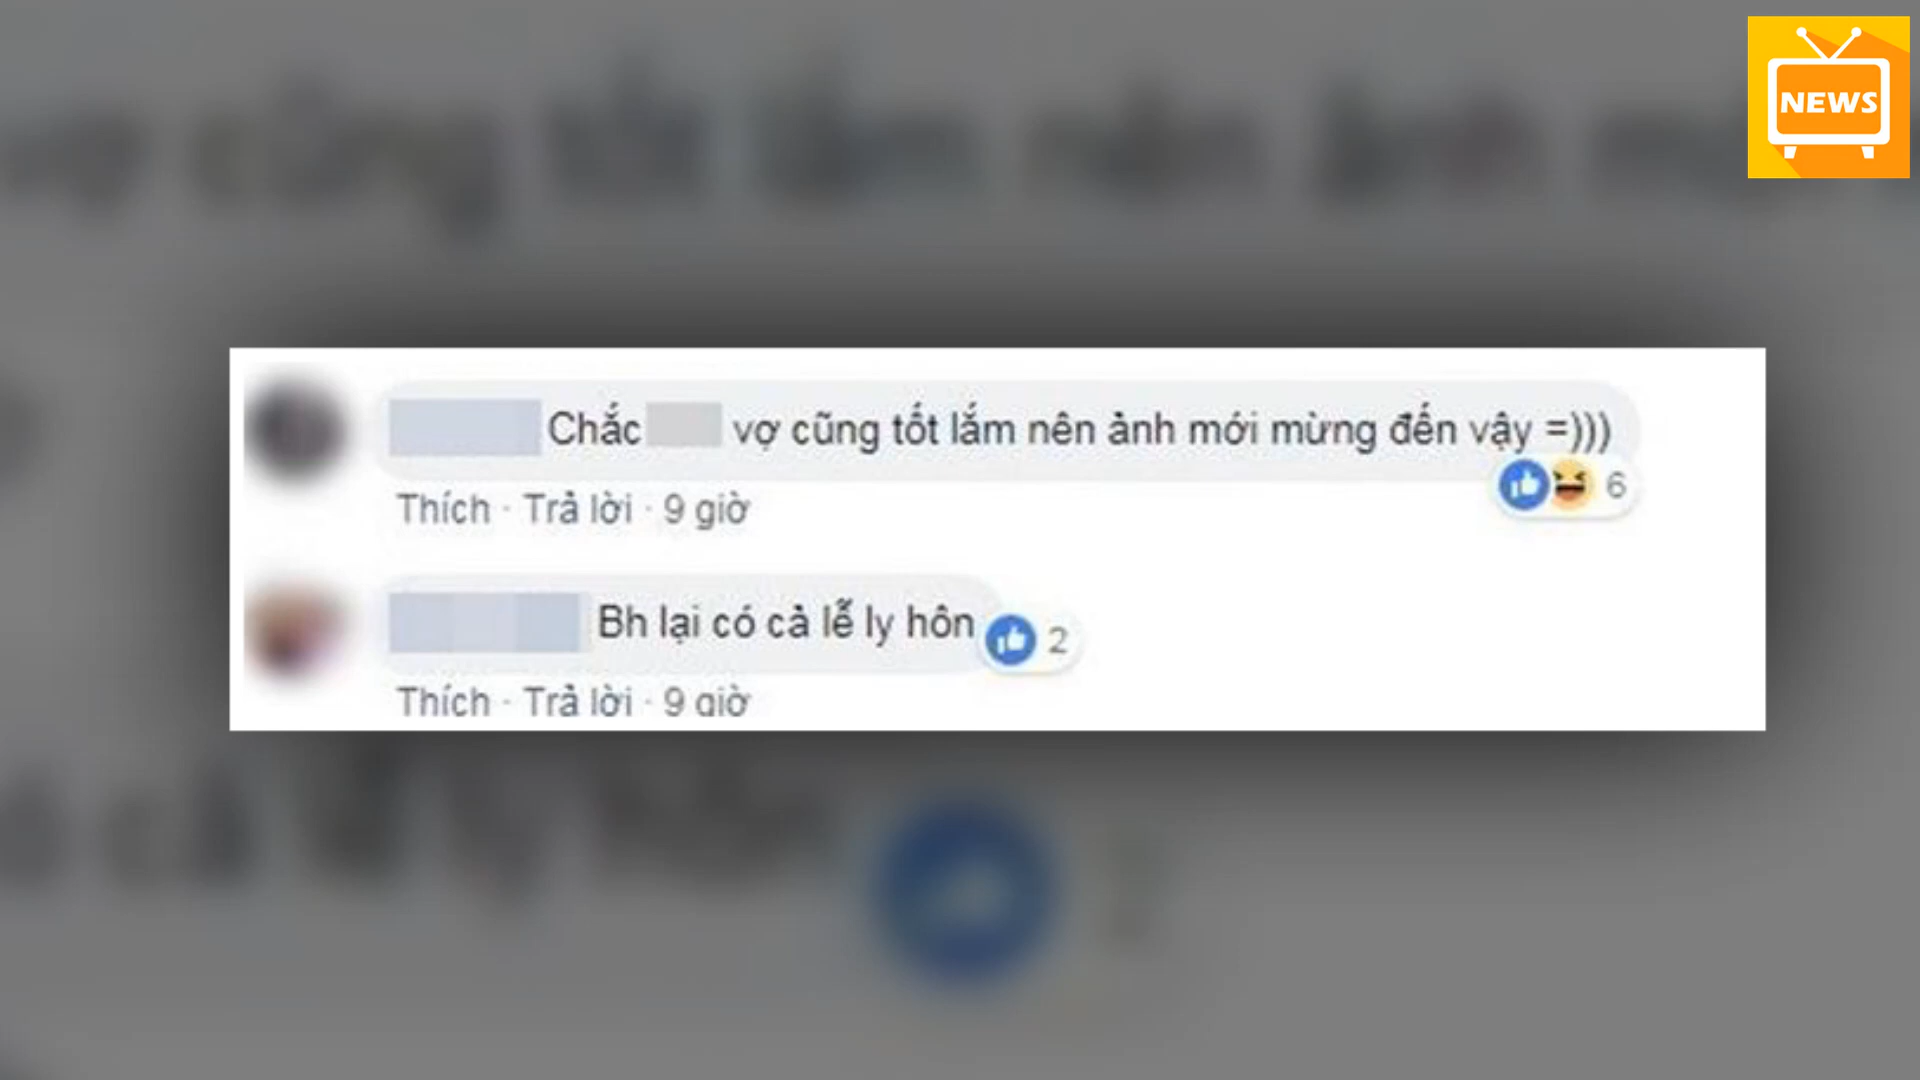 NEWS
Chắc vợ cũng tốt lắm nên ảnh mới mừng đến vậy =)))
6
Thích · Trả lời · 9 giờ
Bh lại có cả lễ ly hôn
2
Thích · Trả lời · 9 giờ